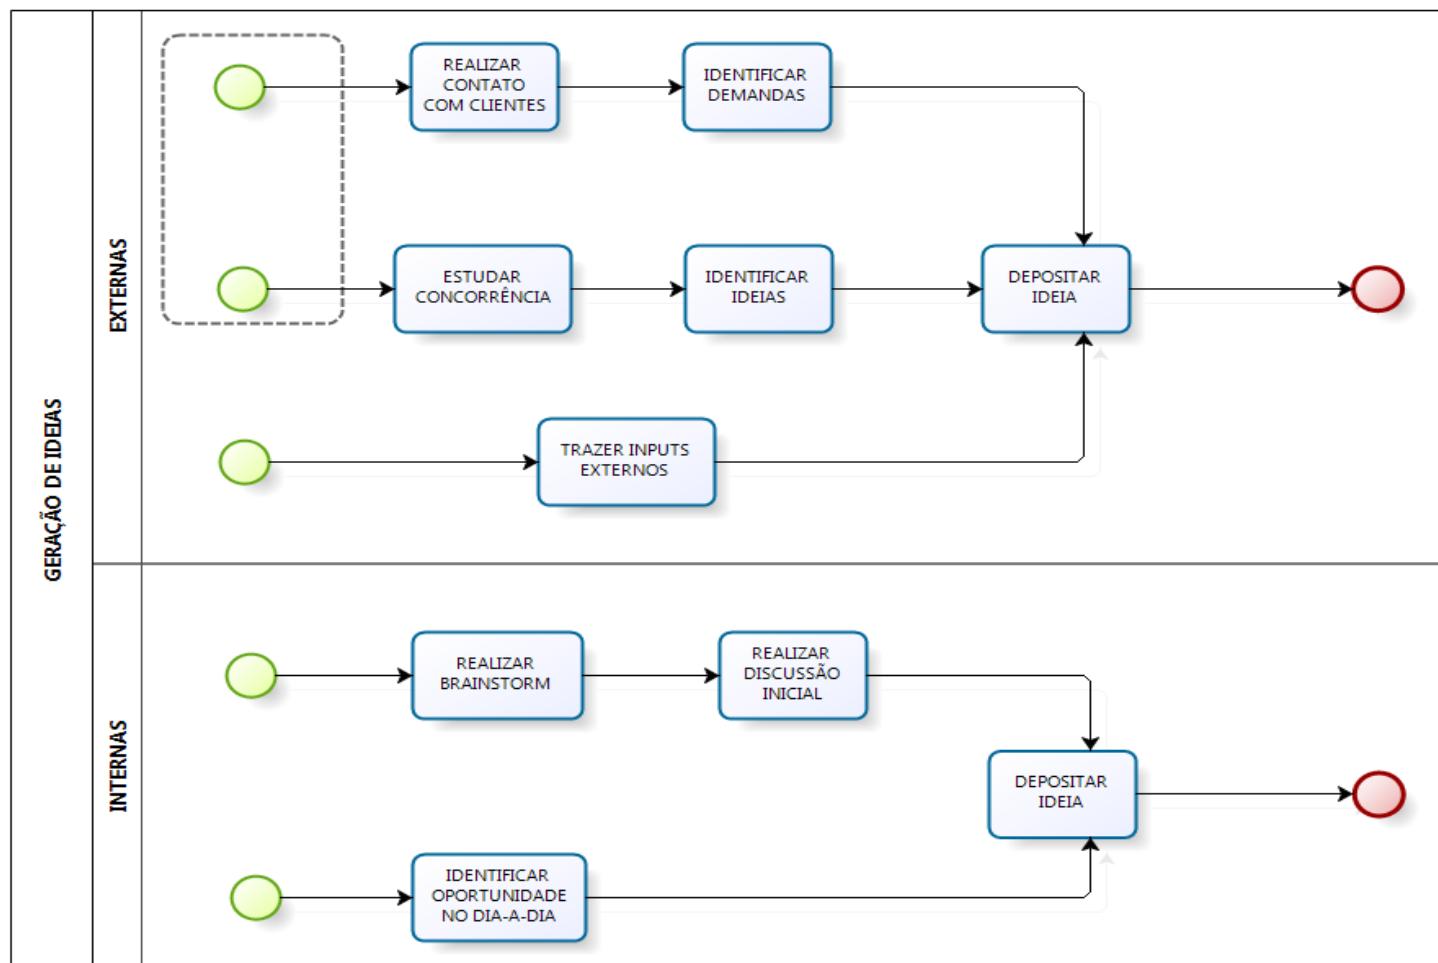 GERAÇÃO DE IDEIAS
EXTERNAS
REALIZAR
CONTATO
COM CLIENTES
IDENTIFICAR
DEMANDAS
ESTUDAR
CONCORRÊNCIA
IDENTIFICAR
IDEIAS
DEPOSITAR
IDEIA
TRAZER INPUTS
EXTERNOS
INTERNAS
REALIZAR
BRAINSTORM
REALIZAR
DISCUSSÃO
INICIAL
DEPOSITAR
IDEIA
IDENTIFICAR
OPORTUNIDADE
NO DIA-A-DIA